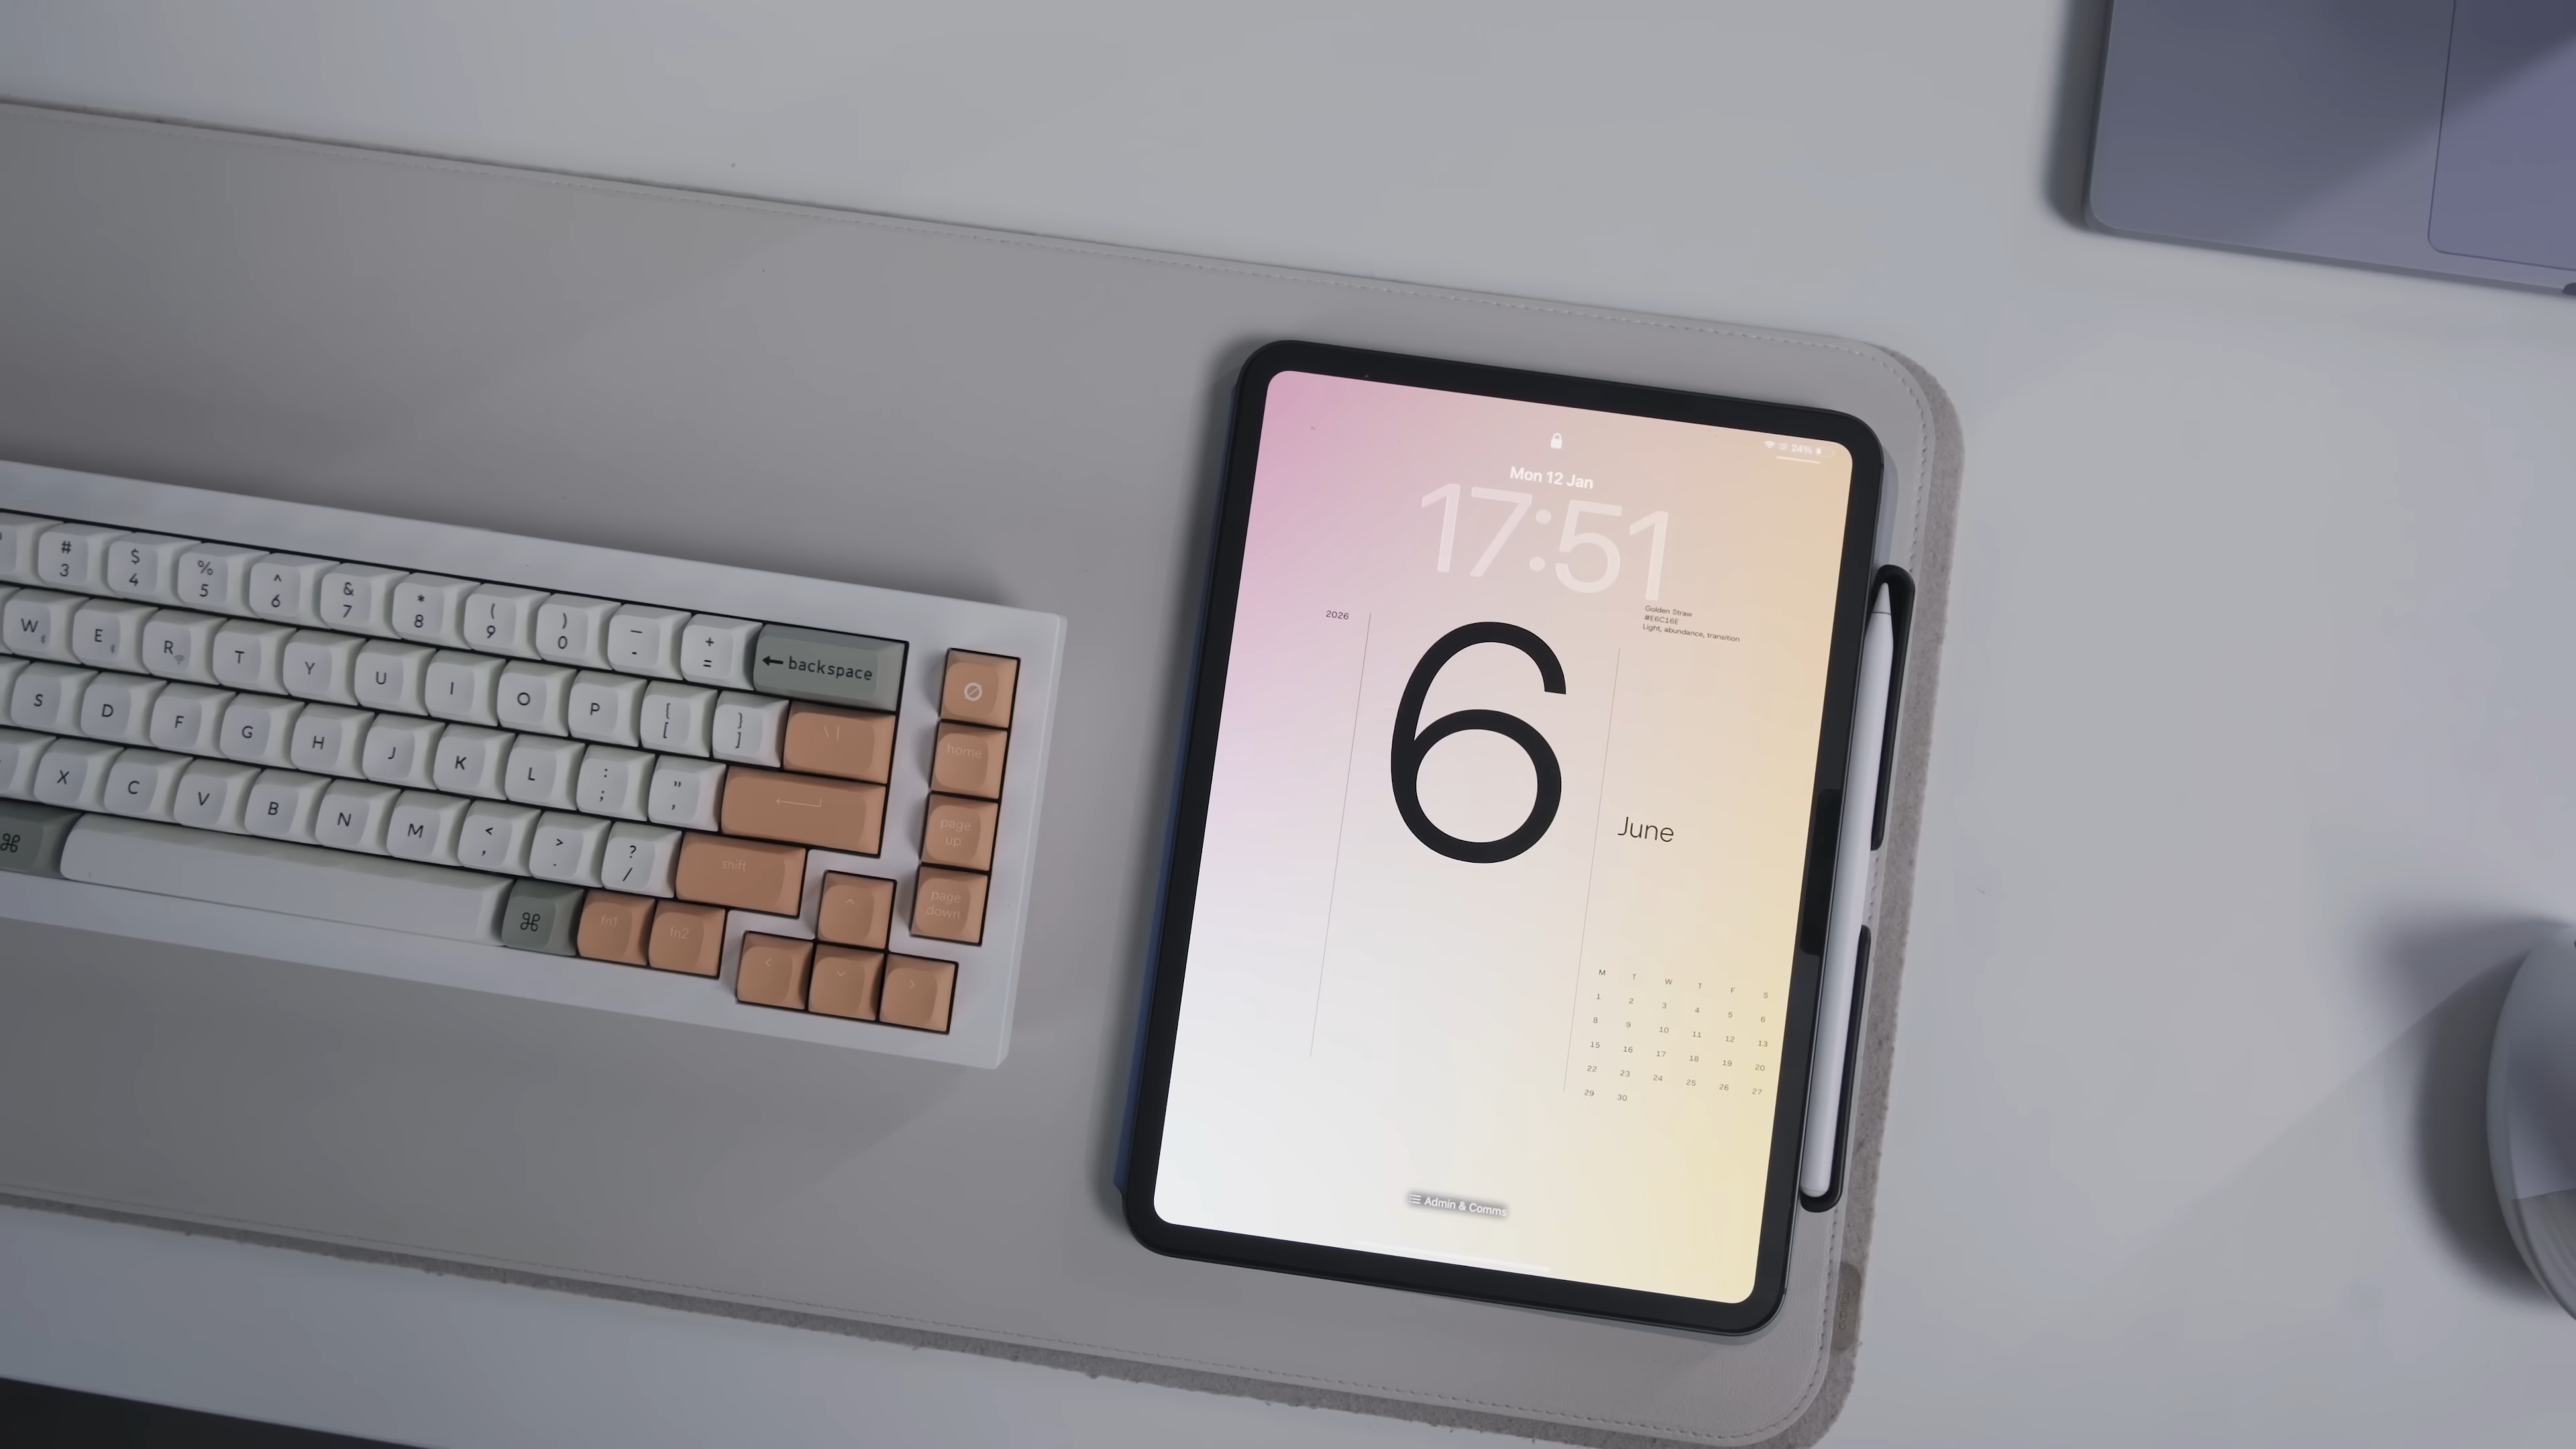 #
3
$
4
%
5
^
6
&
7
*
8
(
9
)
0
—
-
+
=
backspace
W
E
R
T
Y
U
I
O
P
{
[
}
]
\ |
home
S
D
F
G
H
J
K
L
:
;
"
,
page
up
X
C
V
B
N
M
<
,
>
.
?
/
shift
^
page
down
⌘
⌘
fn1
fn2
<
>
24%
Mon 12 Jan
17:51
2026
Golden Straw
#E6C16E
Light, abundance, transition
6
June
M T W T F S
1 2 3 4 5 6
8 9 10 11 12 13
15 16 17 18 19 20
22 23 24 25 26 27
29 30
Admin & Comms